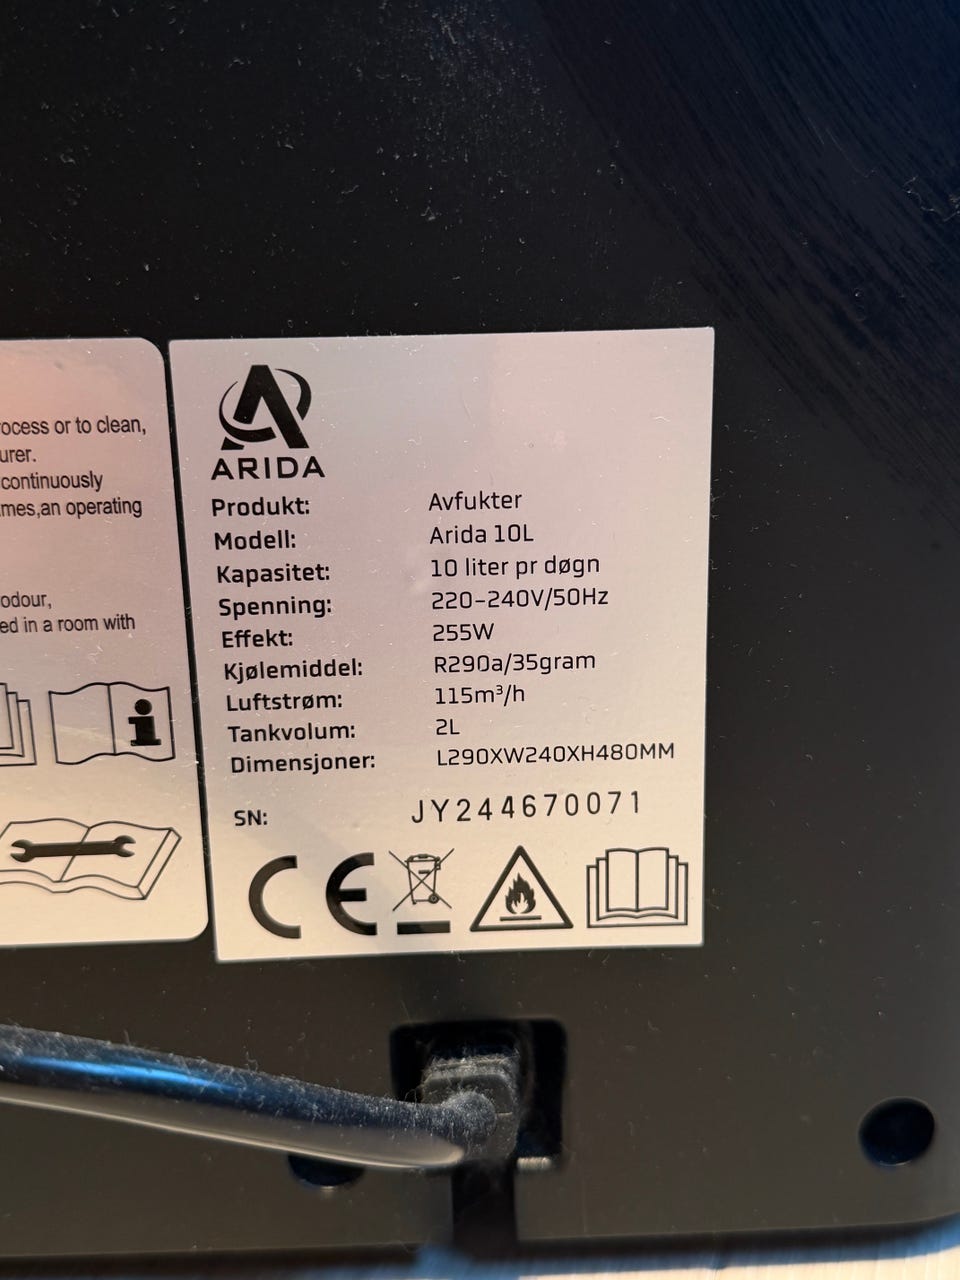 ocess or to clean,
urer.
continuously
mes,an operating
odour,
ed in a room with
ARIDA
Produkt: Avfukter
Modell: Arida 10L
Kapasitet: 10 liter pr døgn
Spenning: 220-240V/50Hz
Effekt: 255W
Kjølemiddel: R290a/35gram
Luftstrøm: 115m³/h
Tankvolum: 2L
Dimensjoner: L290XW240XH480MM
SN: JY244670071
CE